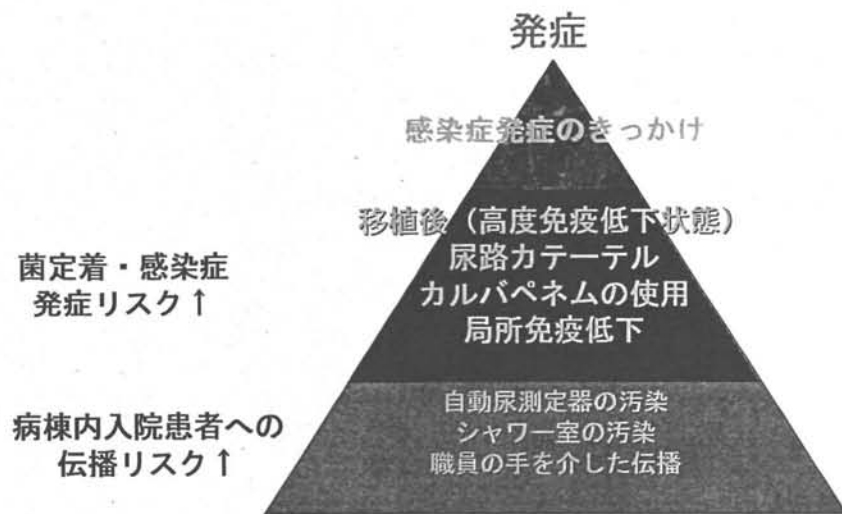 発症
感染症発症のきっかけ
移植後（高度免疫低下状態）
尿路カテーテル
カルバペネムの使用
局所免疫低下
菌定着・感染症
発症リスク↑
自動尿測定器の汚染
シャワー室の汚染
職員の手を介した伝播
病棟内入院患者への
伝播リスク↑